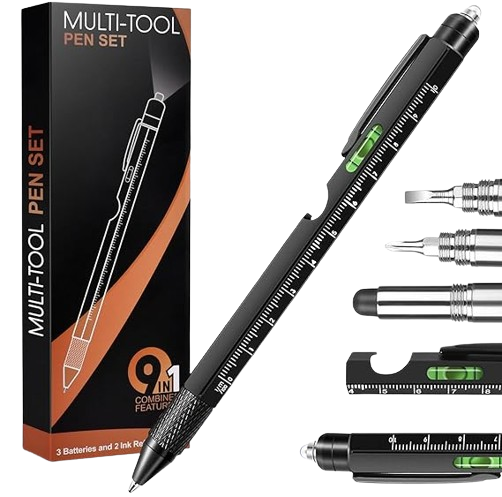 MULTI-TOOL
PEN SET
MULTI-TOOL PEN SET
9 IN 1
COMBINED
FEATURES
3 Batteries and 2 Ink Re